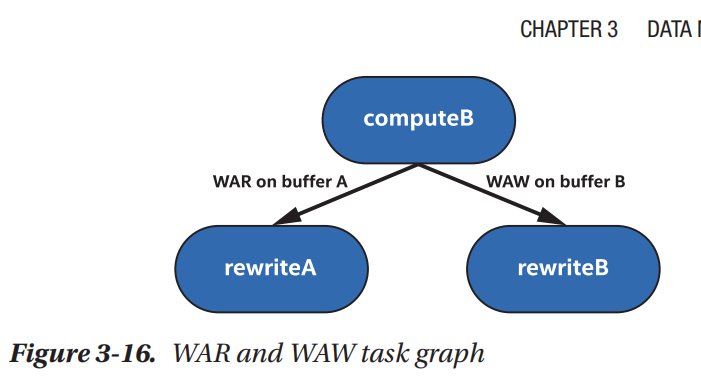 CHAPTER 3 DATA
computeB
WAR on buffer A WAW on buffer B
rewriteA rewriteB
Figure 3-16. WAR and WAW task graph